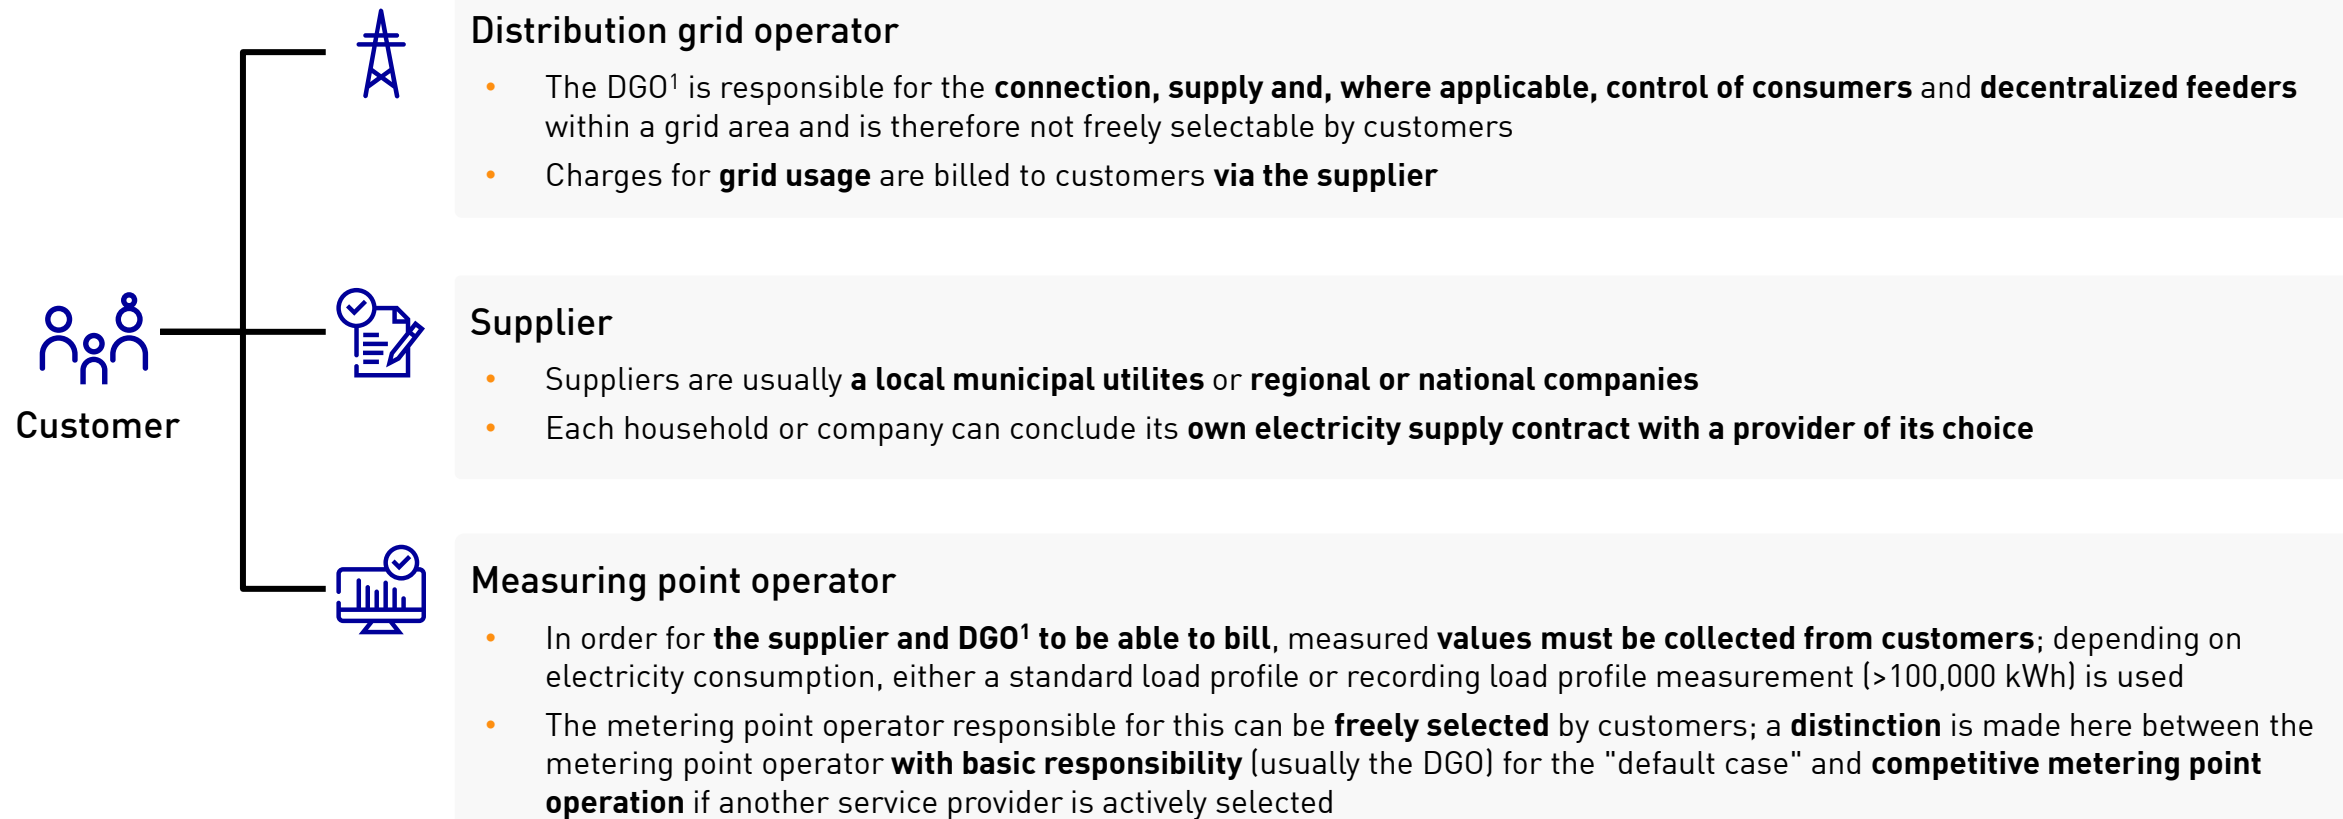 Distribution grid operator
• The DGO¹ is responsible for the connection, supply and, where applicable, control of consumers and decentralized feeders
within a grid area and is therefore not freely selectable by customers
• Charges for grid usage are billed to customers via the supplier
Customer
Supplier
• Suppliers are usually a local municipal utilites or regional or national companies
• Each household or company can conclude its own electricity supply contract with a provider of its choice
Measuring point operator
• In order for the supplier and DGO¹ to be able to bill, measured values must be collected from customers; depending on
electricity consumption, either a standard load profile or recording load profile measurement (>100,000 kWh) is used
• The metering point operator responsible for this can be freely selected by customers; a distinction is made here between the
metering point operator with basic responsibility (usually the DGO) for the "default case" and competitive metering point
operation if another service provider is actively selected